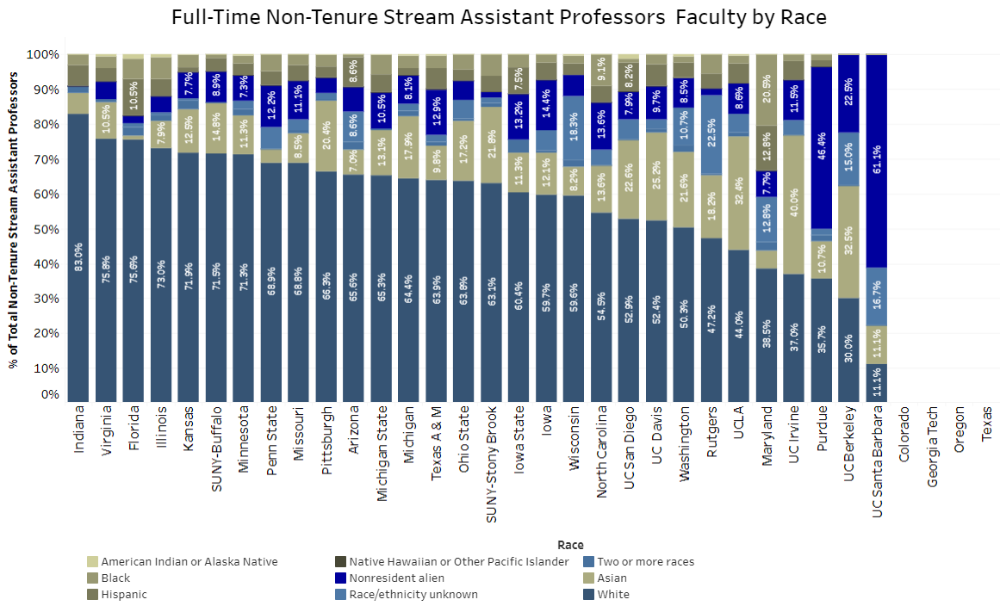 Full-Time Non-Tenure Stream Assistant Professors  Faculty by Race
% of Total Non-Tenure Stream Assistant Professors
100%
90%
80%
70%
60%
50%
40%
30%
20%
10%
0%
83.0%
75.8%
10.5%
75.6%
10.5%
73.0%
7.9%
71.9%
12.5%
7.7%
71.5%
14.8%
8.9%
71.3%
11.3%
7.3%
68.9%
12.2%
68.8%
8.5%
11.1%
66.3%
20.4%
65.6%
7.0%
8.6%
8.6%
65.3%
13.1%
10.5%
64.4%
17.9%
8.1%
63.9%
9.8%
12.9%
63.8%
17.2%
63.1%
21.8%
60.4%
11.3%
13.2%
7.5%
59.7%
12.1%
14.4%
59.6%
8.2%
18.3%
54.5%
13.6%
13.6%
9.1%
52.9%
22.6%
7.9%
8.2%
52.4%
25.2%
9.7%
50.3%
21.6%
10.7%
8.5%
47.2%
18.2%
22.5%
44.0%
32.4%
8.6%
38.5%
12.8%
7.7%
12.8%
20.5%
37.0%
40.0%
11.5%
35.7%
10.7%
46.4%
30.0%
32.5%
15.0%
22.5%
11.1%
11.1%
16.7%
61.1%
Indiana
Virginia
Florida
Illinois
Kansas
SUNY-Buffalo
Minnesota
Penn State
Missouri
Pittsburgh
Arizona
Michigan State
Michigan
Texas A & M
Ohio State
SUNY-Stony Brook
Iowa State
Iowa
Wisconsin
North Carolina
UC San Diego
UC Davis
Washington
Rutgers
UCLA
Maryland
UC Irvine
Purdue
UC Berkeley
UC Santa Barbara
Colorado
Georgia Tech
Oregon
Texas
Race
American Indian or Alaska Native
Native Hawaiian or Other Pacific Islander
Two or more races
Black
Nonresident alien
Asian
Hispanic
Race/ethnicity unknown
White